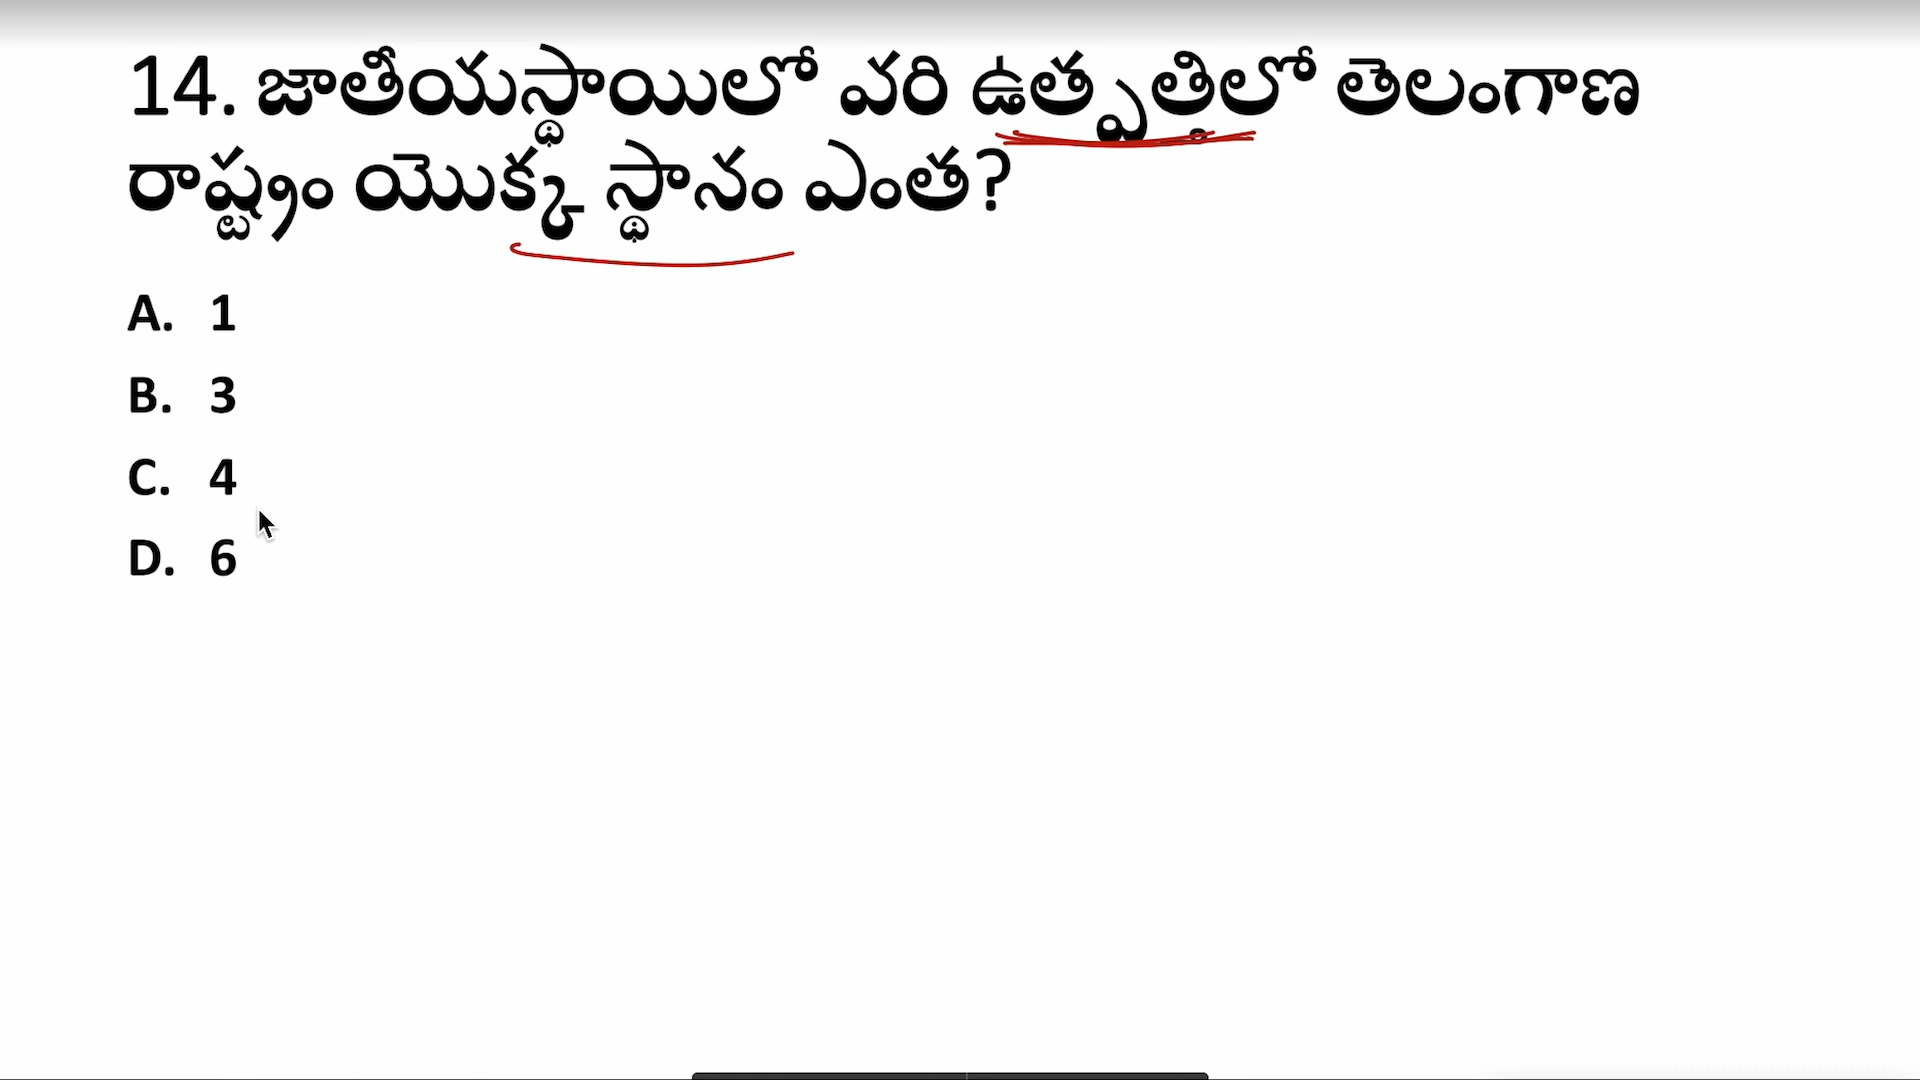 14. జాతీయస్థాయిలో వరి ఉత్పత్తిలో తెలంగాణ
రాష్ట్రం యొక్క స్థానం ఎంత?
A. 1
B. 3
C. 4
D. 6